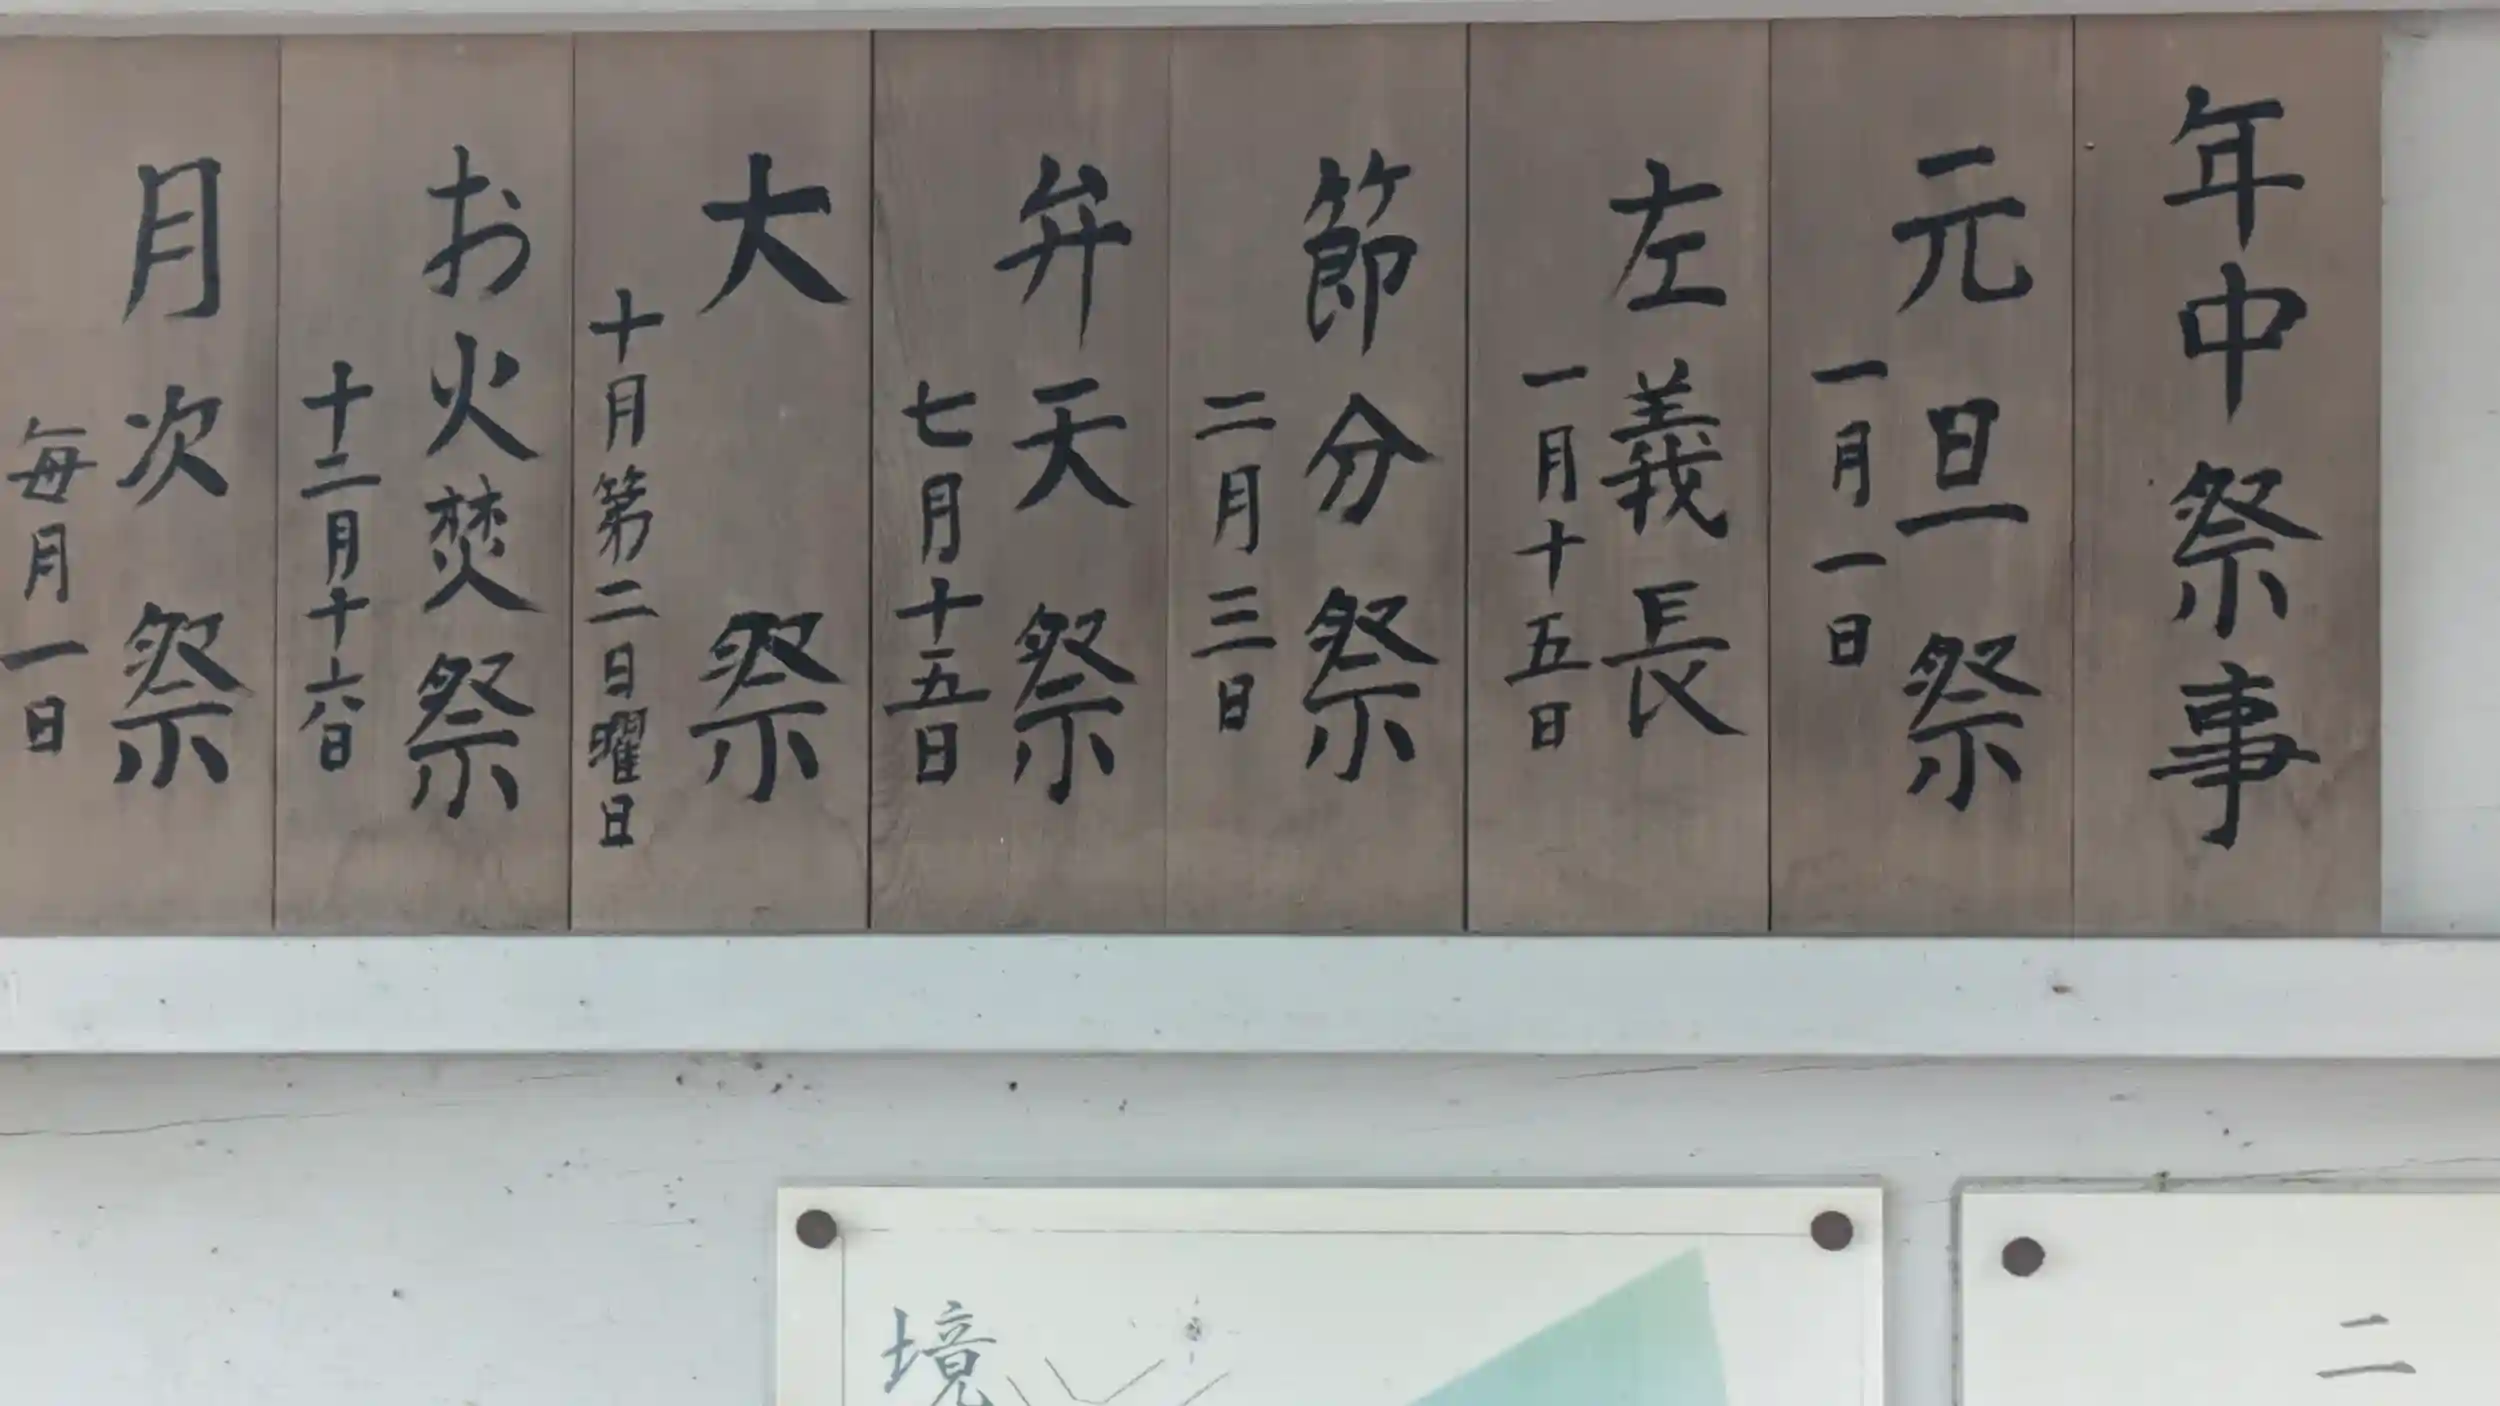 年中祭事
元旦祭
一月一日
左義長
一月十五日
節分祭
二月三日
弁天祭
七月十五日
大祭
十月第二日曜日
お火焚祭
十二月十六日
月次祭
毎月一日
境
二